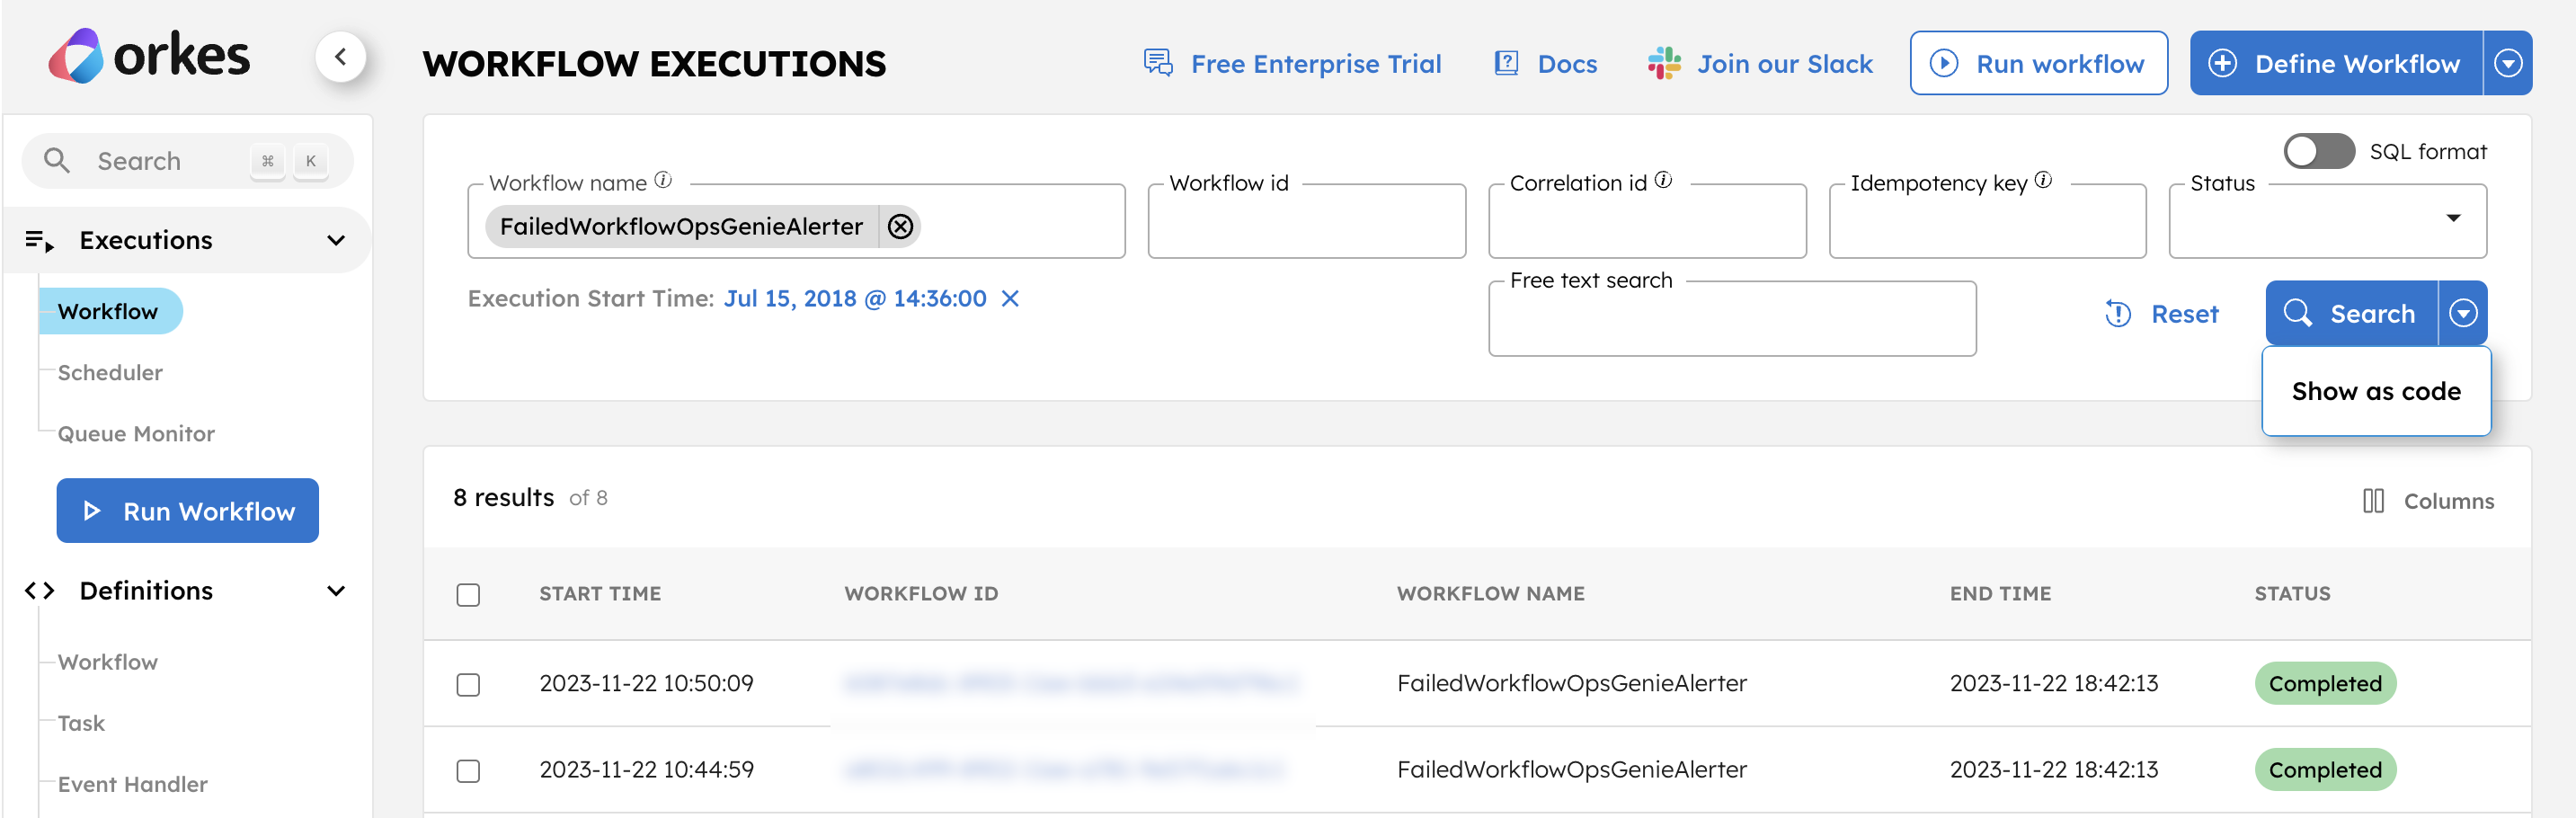 orkes
WORKFLOW EXECUTIONS
Free Enterprise Trial
Docs
Join our Slack
Run workflow
Define Workflow
Search ⌘ K
Executions
Workflow
Scheduler
Queue Monitor
Run Workflow
Definitions
Workflow
Task
Event Handler
SQL format
Workflow name
FailedWorkflowOpsGenieAlerter
Workflow id
Correlation id
Idempotency key
Status
Execution Start Time: Jul 15, 2018 @ 14:36:00
Free text search
Reset
Search
Show as code
8 results of 8
Columns
START TIME WORKFLOW ID WORKFLOW NAME END TIME STATUS
2023-11-22 10:50:09 FailedWorkflowOpsGenieAlerter 2023-11-22 18:42:13 Completed
2023-11-22 10:44:59 FailedWorkflowOpsGenieAlerter 2023-11-22 18:42:13 Completed